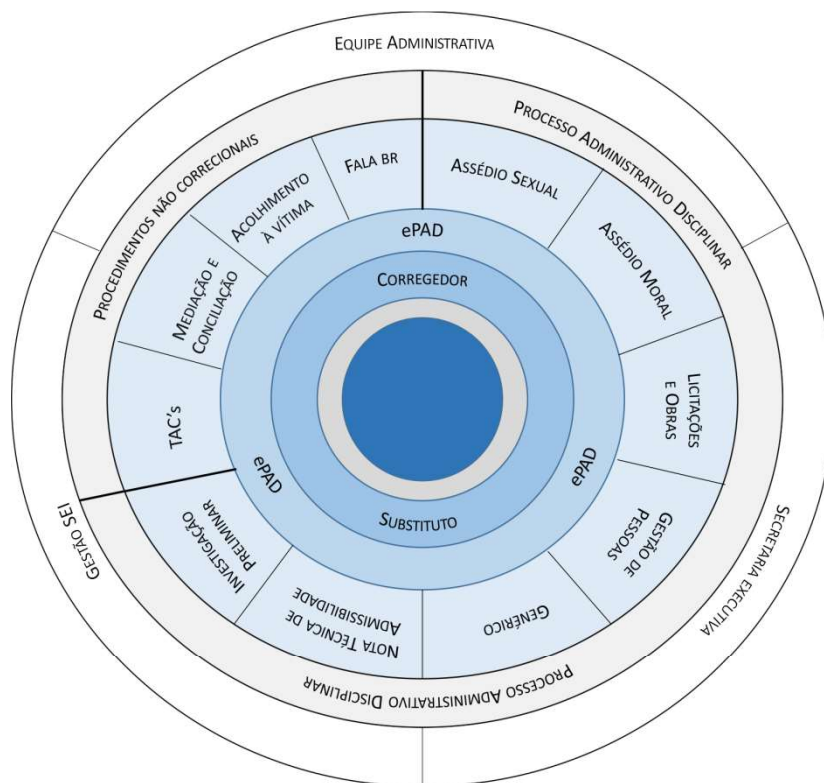 EQUIPE ADMINISTRATIVA
PROCEDIMENTOS NÃO CORRECIONAIS
PROCESSO ADMINISTRATIVO DISCIPLINAR
FALA BR
ASSÉDIO SEXUAL
ACOLHIMENTO
À VÍTIMA
ASSÉDIO MORAL
MEDIAÇÃO E
CONCILIAÇÃO
LICITAÇÕES
E OBRAS
TAC'S
GESTÃO DE
PESSOAS
INVESTIGAÇÃO
PRELIMINAR
NOTA TÉCNICA DE
ADMISSIBILIDADE
GENÉRICO
ePAD
CORREGEDOR
ePAD
ePAD
SUBSTITUTO
GESTÃO SEI
SECRETARIA EXECUTIVA
PROCESSO ADMINISTRATIVO DISCIPLINAR